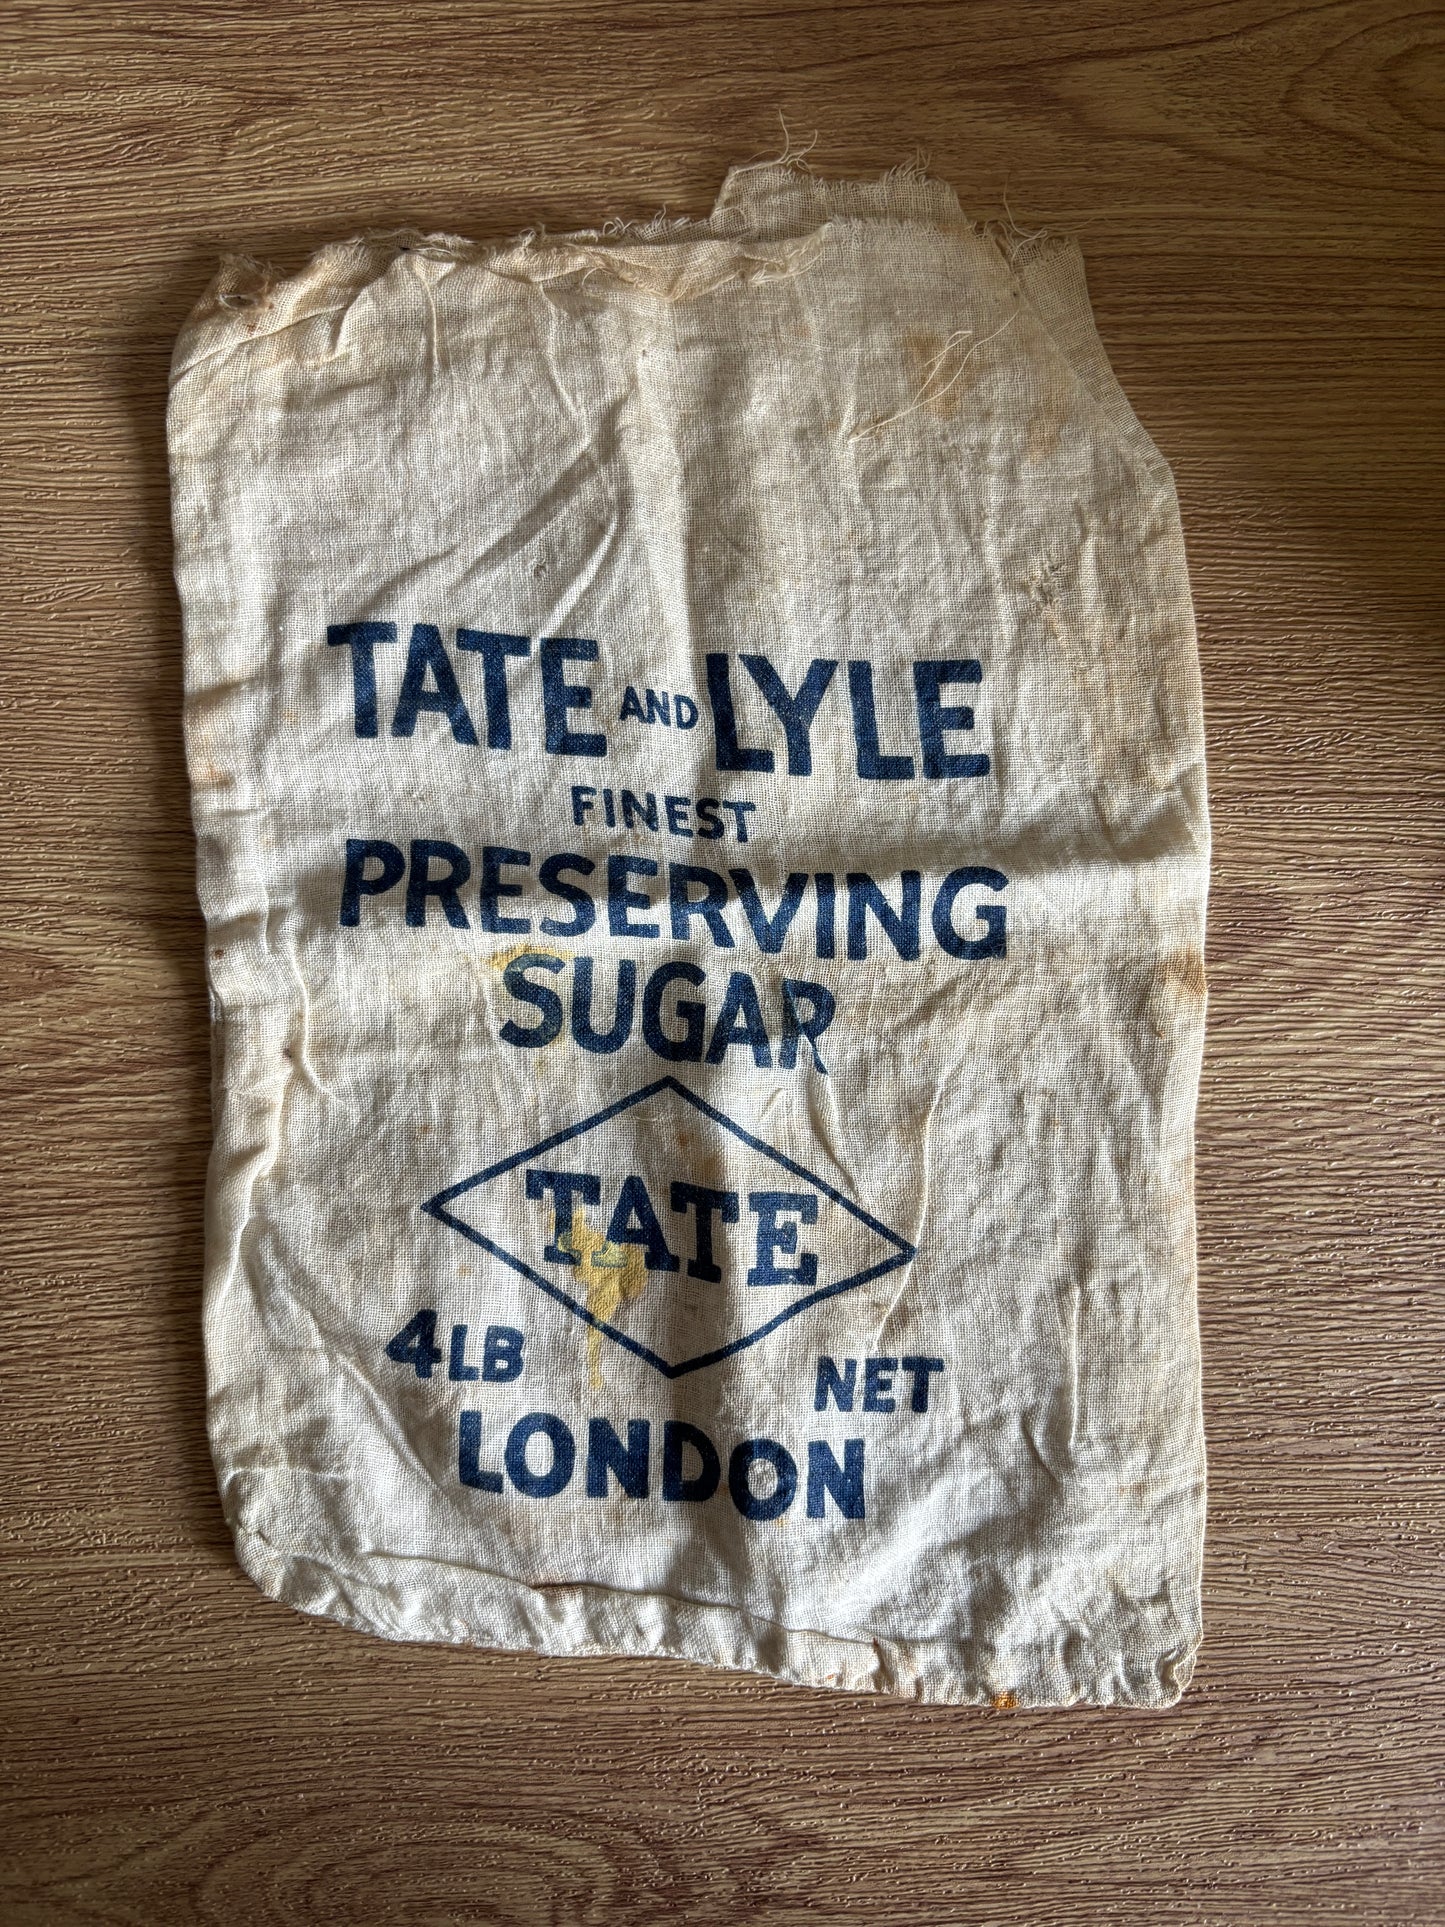 TATE AND LYLE
FINEST
PRESERVING
SUGAR
TATE
4LB NET
LONDON